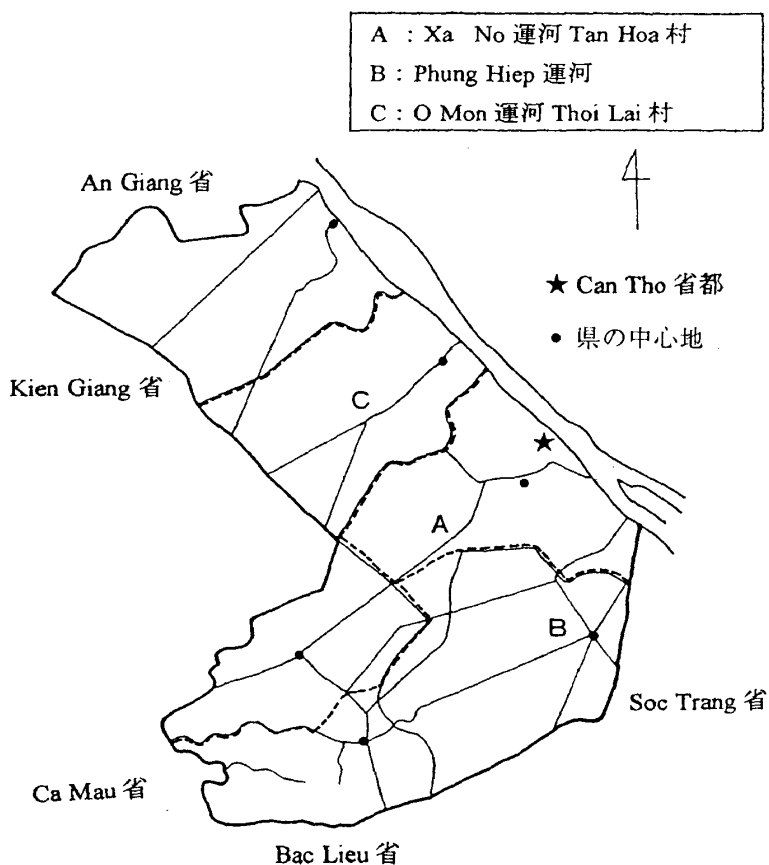 A : Xa No 運河 Tan Hoa 村
B : Phung Hiep 運河
C : O Mon 運河 Thoi Lai 村
An Giang 省
★ Can Tho 省都
• 県の中心地
Kien Giang 省
C
A
B
Soc Trang 省
Ca Mau 省
Bac Lieu 省